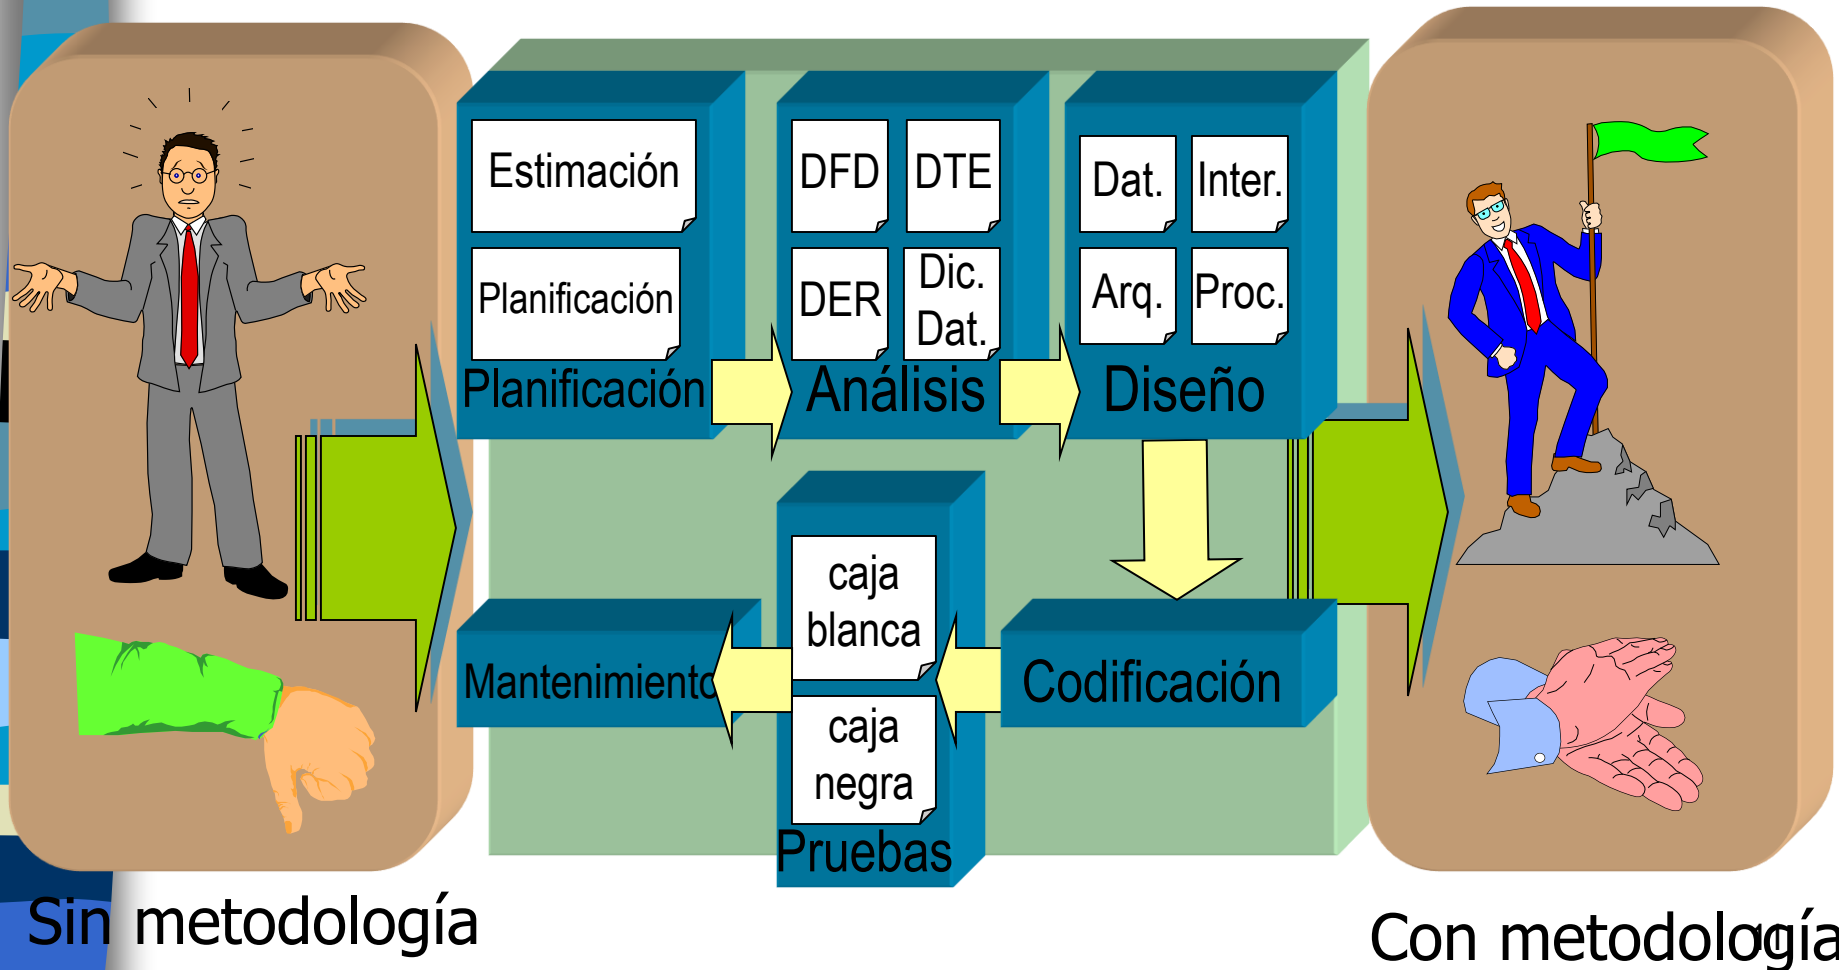 Estimación
Planificación
Planificación
DFD
DTE
DER
Dic.
Dat.
Análisis
Dat.
Inter.
Arq.
Proc.
Diseño
Codificación
caja
blanca
caja
negra
Pruebas
Mantenimiento
Sin metodología
Con metodología